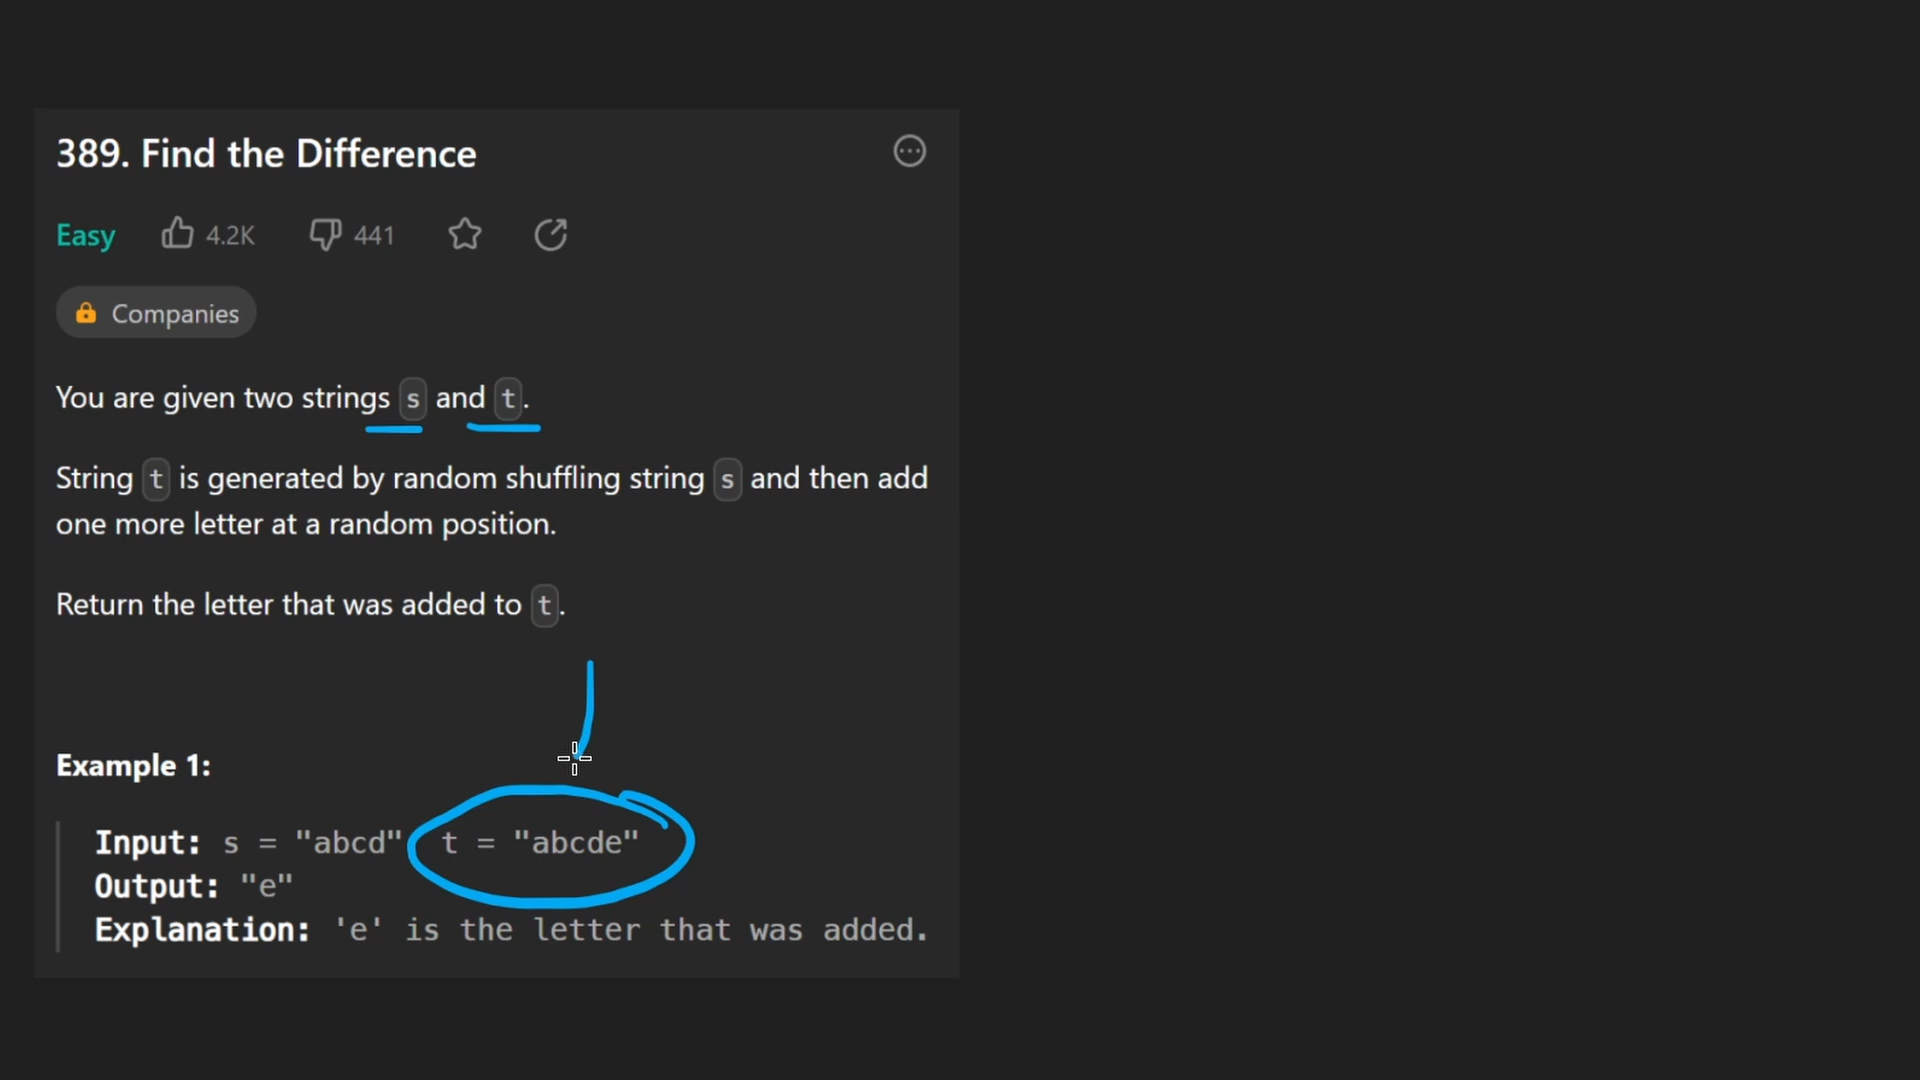 389. Find the Difference
Easy 4.2K 441
Companies
You are given two strings s and t.
String t is generated by random shuffling string s and then add
one more letter at a random position.
Return the letter that was added to t.
Example 1:
Input: s = "abcd" t = "abcde"
Output: "e"
Explanation: 'e' is the letter that was added.